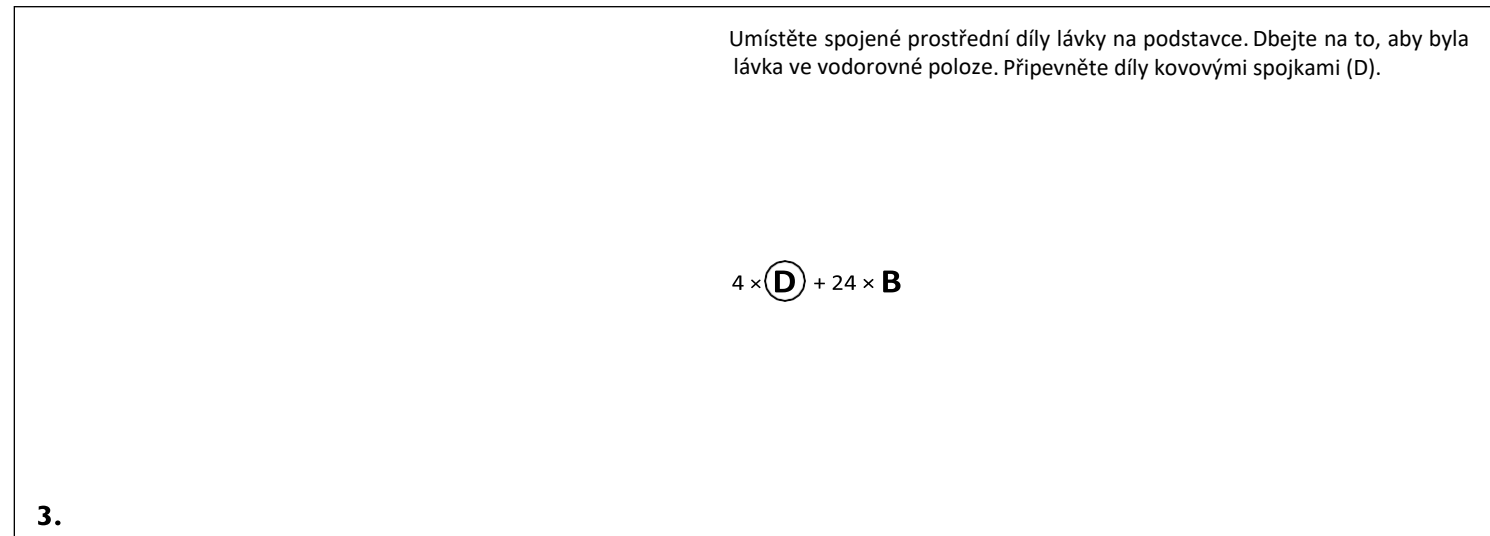 Umístěte spojené prostřední díly lávky na podstavce. Dbejte na to, aby byla
lávka ve vodorovné poloze. Připevněte díly kovovými spojkami (D).
4 × D + 24 × B
3.